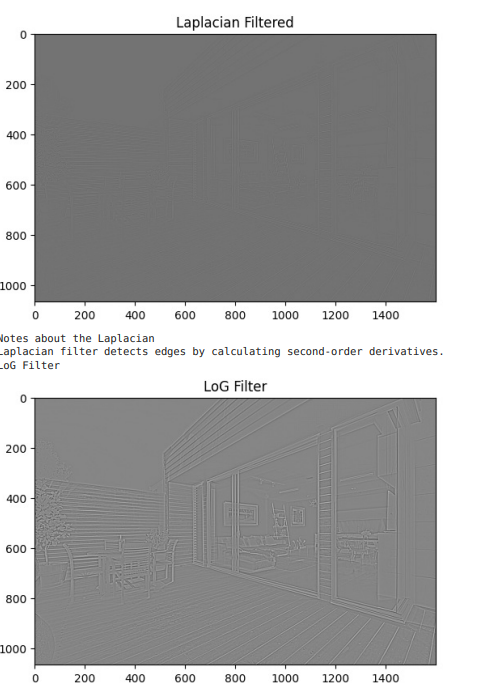 Laplacian Filtered
0
200
400
600
800
1000
0 200 400 600 800 1000 1200 1400
Notes about the Laplacian
Laplacian filter detects edges by calculating second-order derivatives.
LoG Filter
LoG Filter
0
200
400
600
800
1000
0 200 400 600 800 1000 1200 1400